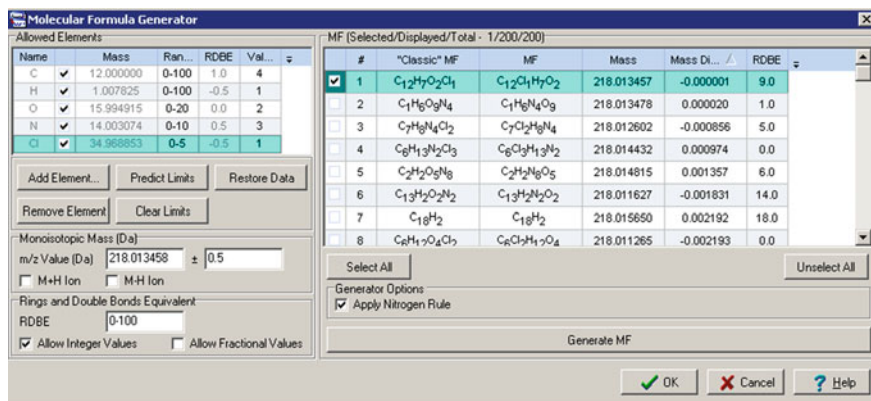 Molecular Formula Generator
Allowed Elements
Name Mass Ran... RDBE Val...
C 12.000000 0-100 1.0 4
H 1.007825 0-100 -0.5 1
O 15.994915 0-20 0.0 2
N 14.003074 0-10 0.5 3
Cl 34.968853 0-5 -0.5 1
Add Element... Predict Limits Restore Data
Remove Element Clear Limits
Monoisotopic Mass (Da)
m/z Value (Da) 218.013458 ± 0.5
M+H Ion M-H Ion
Rings and Double Bonds Equivalent
RDBE 0-100
Allow Integer Values Allow Fractional Values
MF (Selected/Displayed/Total - 1/200/200)
# "Classic" MF MF Mass Mass Di... RDBE
1 C₁₂H₇O₂Cl₁ C₁₂Cl₁H₇O₂ 218.013457 -0.000001 9.0
2 C₁H₆O₉N₄ C₁H₆N₄O₉ 218.013478 0.000020 1.0
3 C₇H₈N₄Cl₂ C₇Cl₂H₈N₄ 218.012602 -0.000856 5.0
4 C₆H₁₃N₂Cl₃ C₆Cl₃H₁₃N₂ 218.014432 0.000974 0.0
5 C₂H₂O₅N₈ C₂H₂N₈O₅ 218.014815 0.001357 6.0
6 C₁₃H₂O₂N₂ C₁₃H₂N₂O₂ 218.011627 -0.001831 14.0
7 C₁₈H₂ C₁₈H₂ 218.015650 0.002192 18.0
8 C₆H₁₂O₄Cl₂ C₆Cl₂H₁₂O₄ 218.011265 -0.002193 0.0
Select All Unselect All
Generator Options
Apply Nitrogen Rule
Generate MF
OK Cancel Help